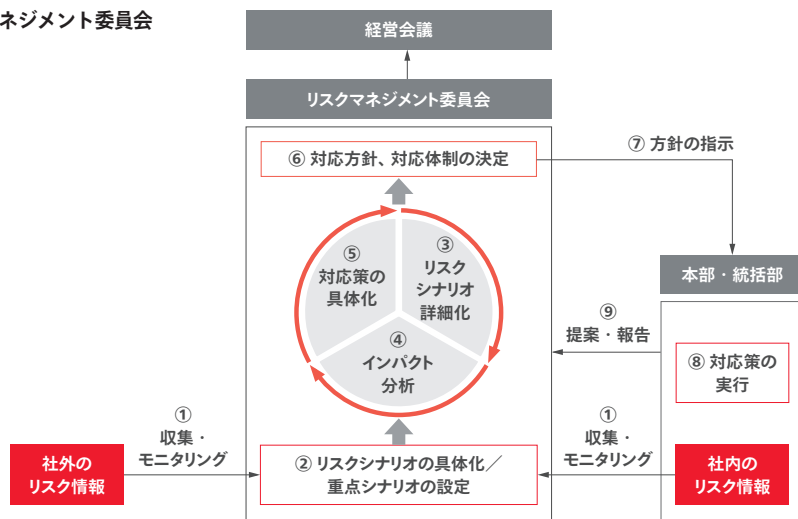 ネジメント委員会
経営会議
リスクマネジメント委員会
⑥ 対応方針、対応体制の決定
⑦ 方針の指示
③
リスク
シナリオ
詳細化
⑤
対応策の
具体化
④
インパクト
分析
本部・統括部
⑨
提案・報告
⑧ 対応策の
実行
①
収集・
モニタリング
社外の
リスク情報
② リスクシナリオの具体化／
重点シナリオの設定
①
収集・
モニタリング
社内の
リスク情報